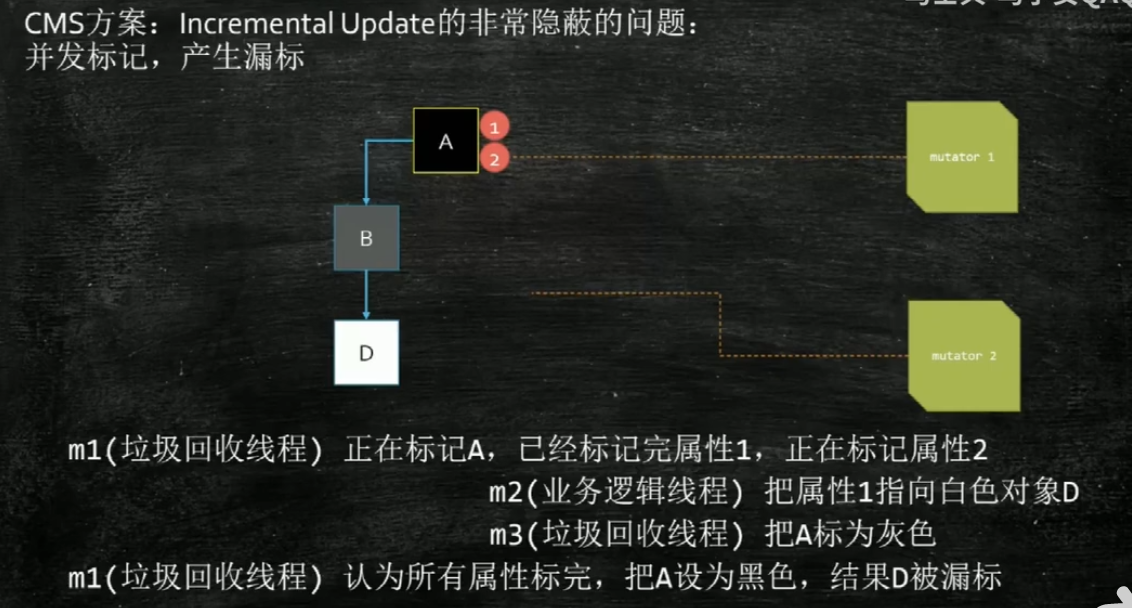 CMS方案：Incremental Update的非常隐蔽的问题：
并发标记，产生漏标
A
1
2
mutator 1
B
D
mutator 2
m1(垃圾回收线程) 正在标记A，已经标记完属性1，正在标记属性2
m2(业务逻辑线程) 把属性1指向白色对象D
m3(垃圾回收线程) 把A标为灰色
m1(垃圾回收线程) 认为所有属性标完，把A设为黑色，结果D被漏标